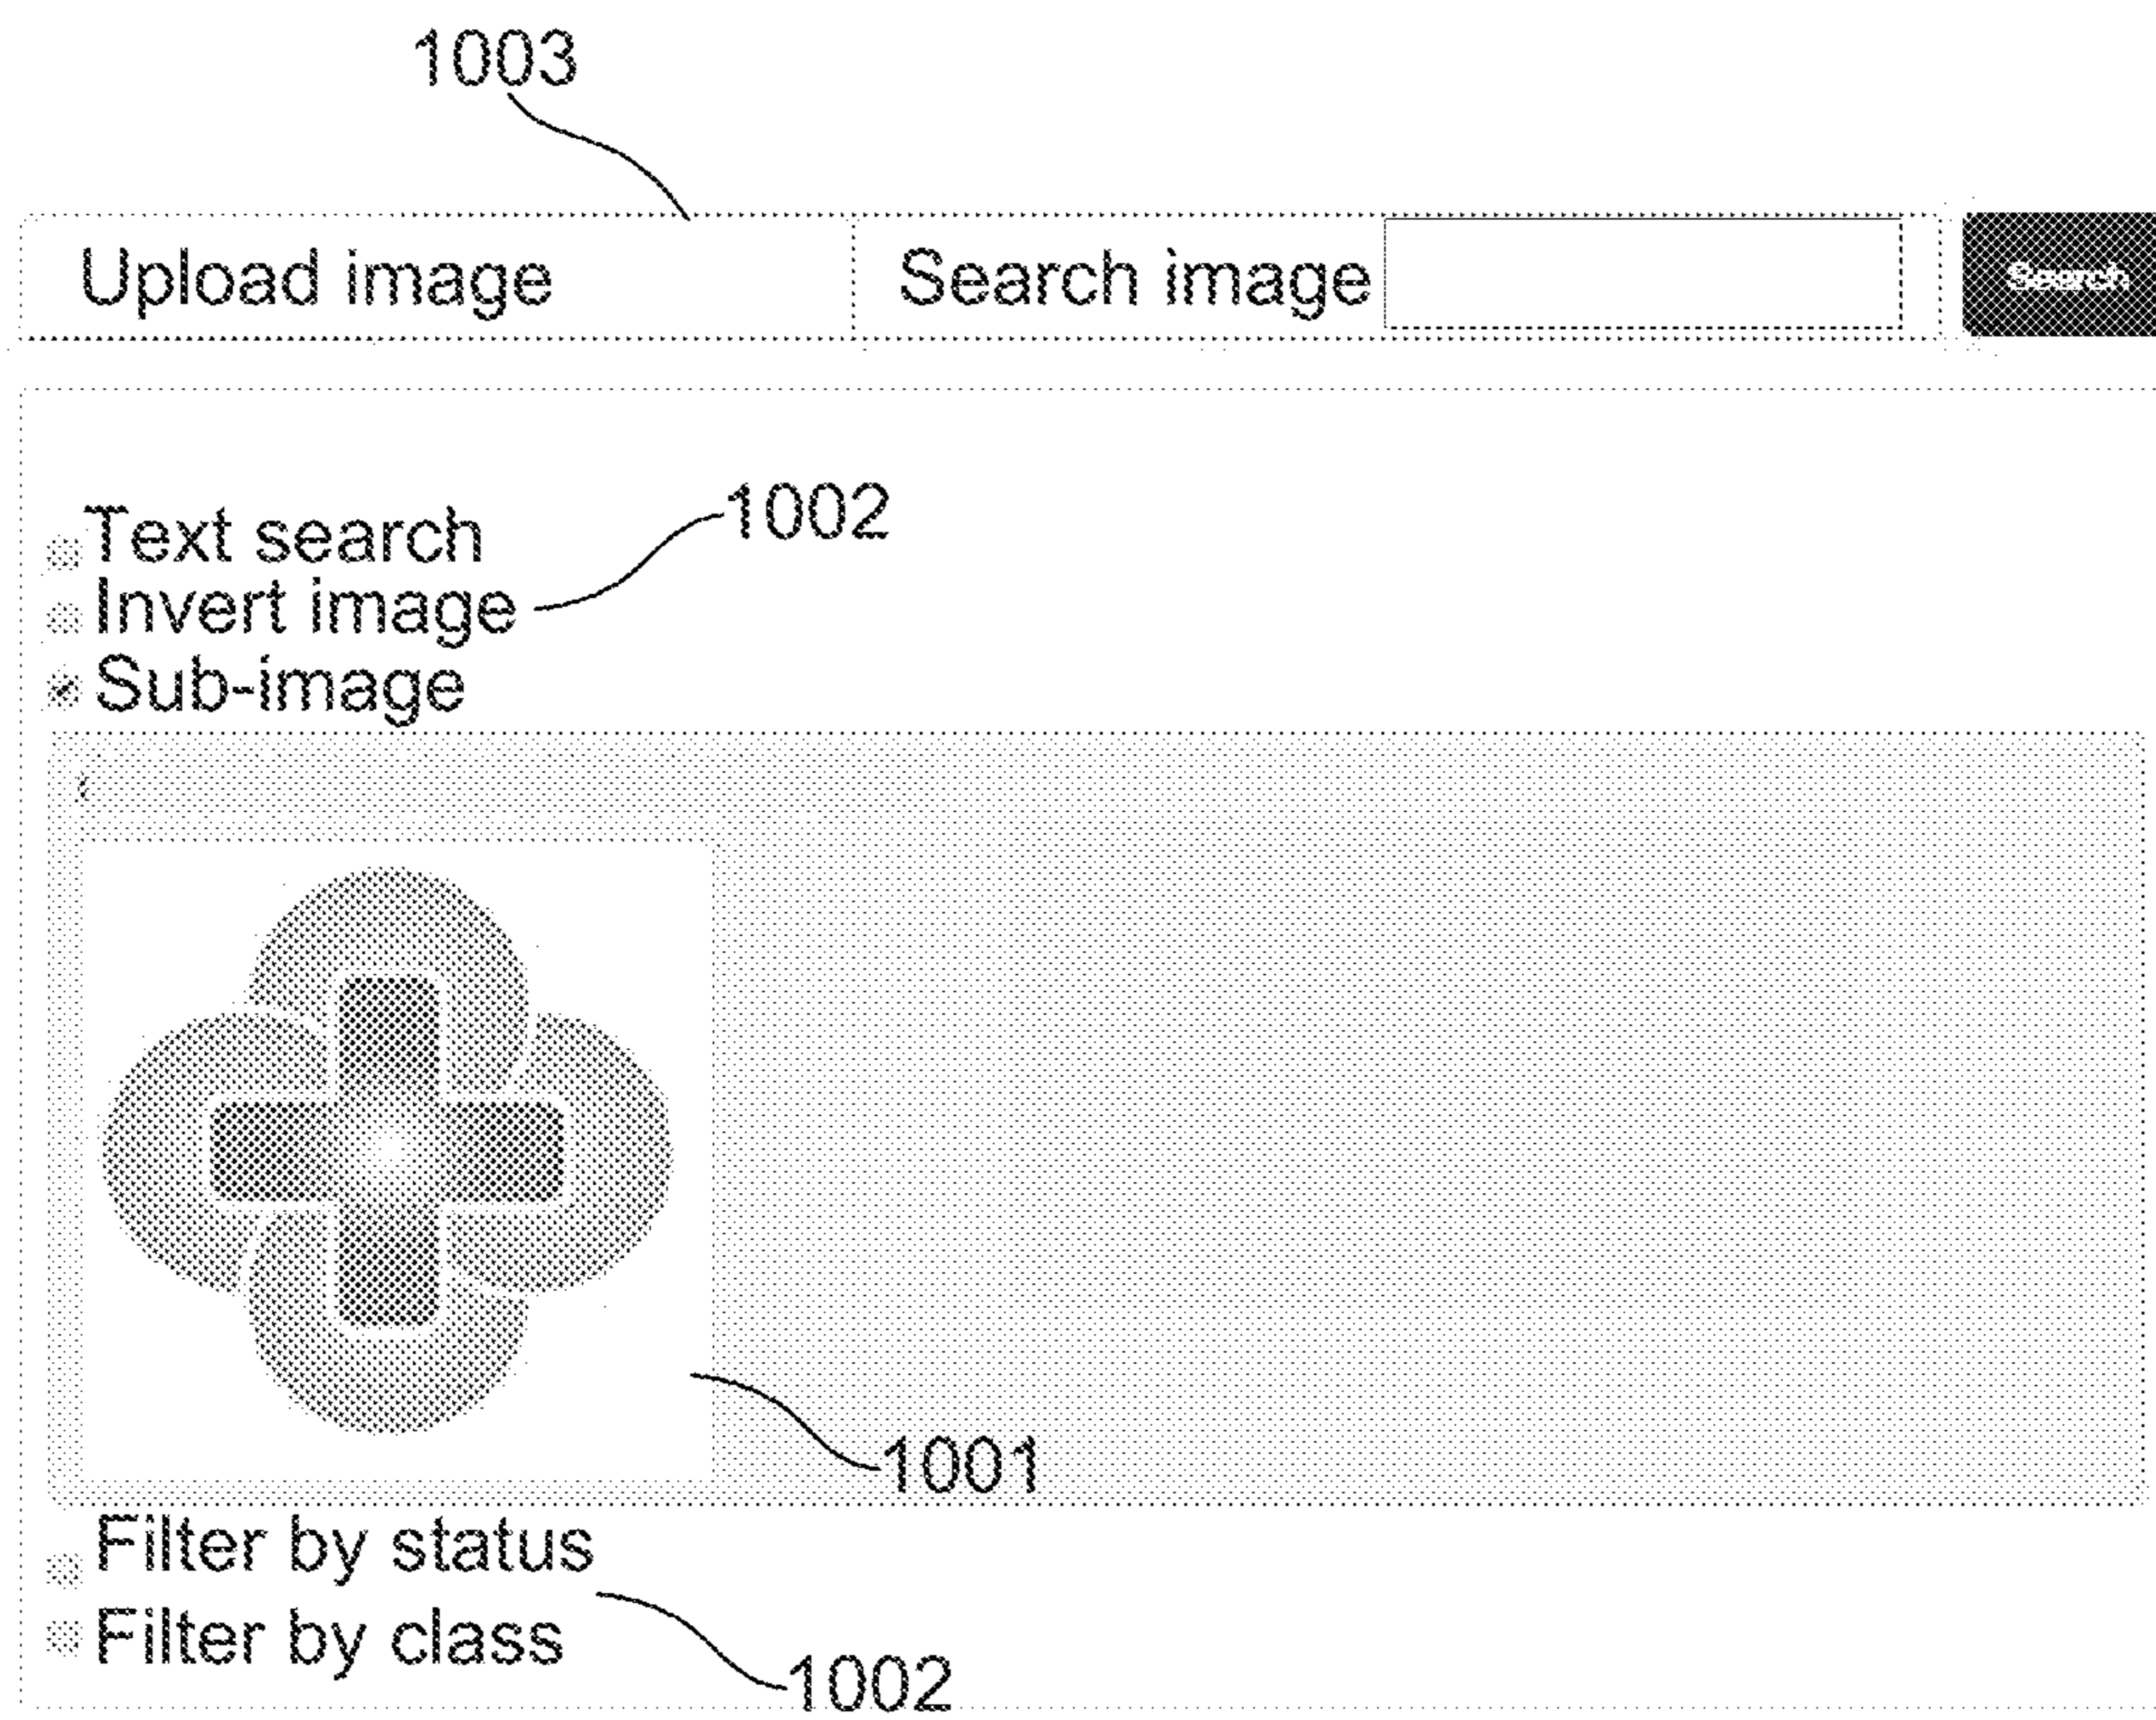 1003
Upload image Search image Search
Text search
1002
Invert image
Sub-image
1001
Filter by status
Filter by class
1002